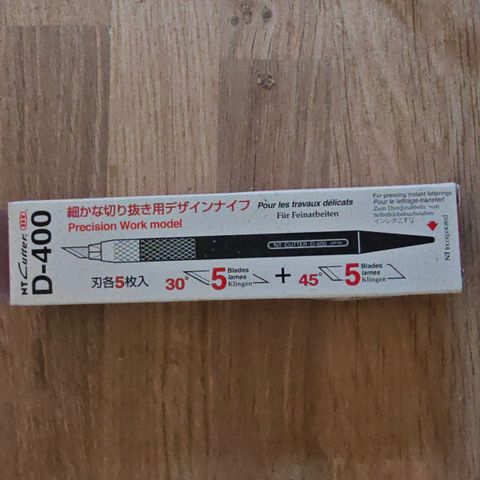 NT Cutter
D-400
細かな切り抜き用デザインナイフ
Precision Work model
Pour les travaux délicats
Für Feinarbeiten
For pressing instant letterings
Pour le lettrage-transfert
Zum Durchrubbeln von
Selbstklebebuchstaben
インレタこすり
NT-CUTTER D-400 JAPAN
刃各5枚入
30° 5 Blades
lames
Klingen
+
45° 5 Blades
lames
Klingen
NT Incorporated